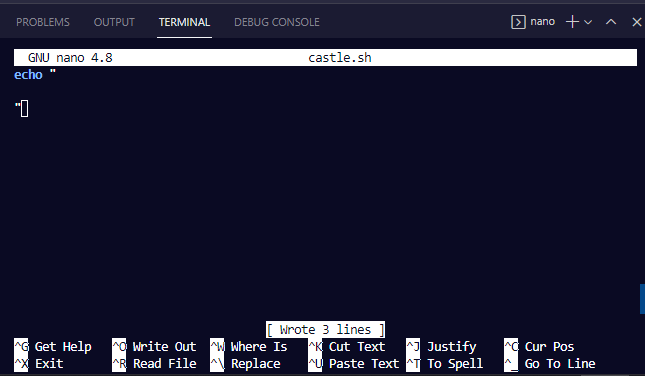 PROBLEMS OUTPUT TERMINAL DEBUG CONSOLE nano
GNU nano 4.8 castle.sh
echo "
"
[ Wrote 3 lines ]
^G Get Help ^O Write Out ^W Where Is ^K Cut Text ^J Justify ^C Cur Pos
^X Exit ^R Read File ^\ Replace ^U Paste Text ^T To Spell ^_ Go To Line